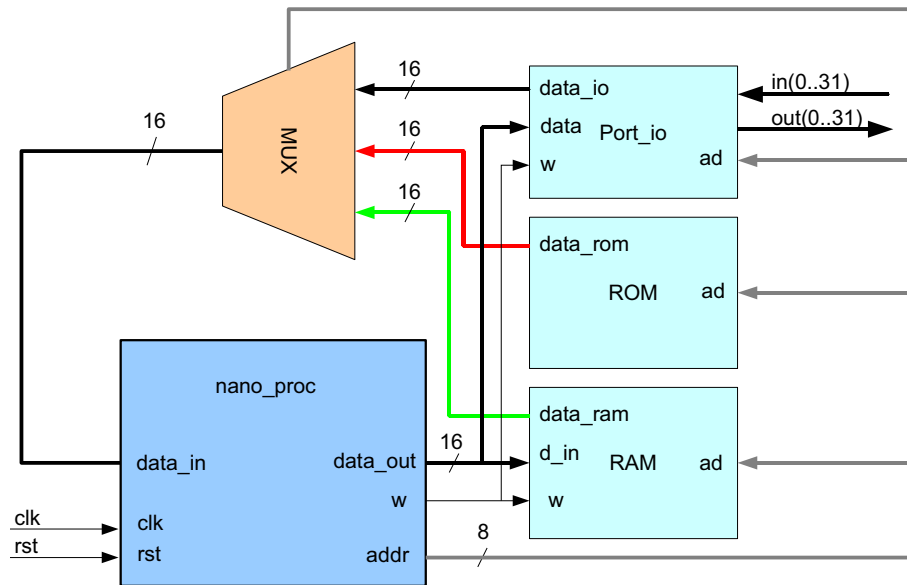 16
data_io
in(0..31)
16
16
data
Port_io
out(0..31)
MUX
w
ad
16
data_rom
ROM
ad
nano_proc
data_ram
16
data_in
data_out
d_in
RAM
ad
w
w
clk
clk
rst
rst
addr
8